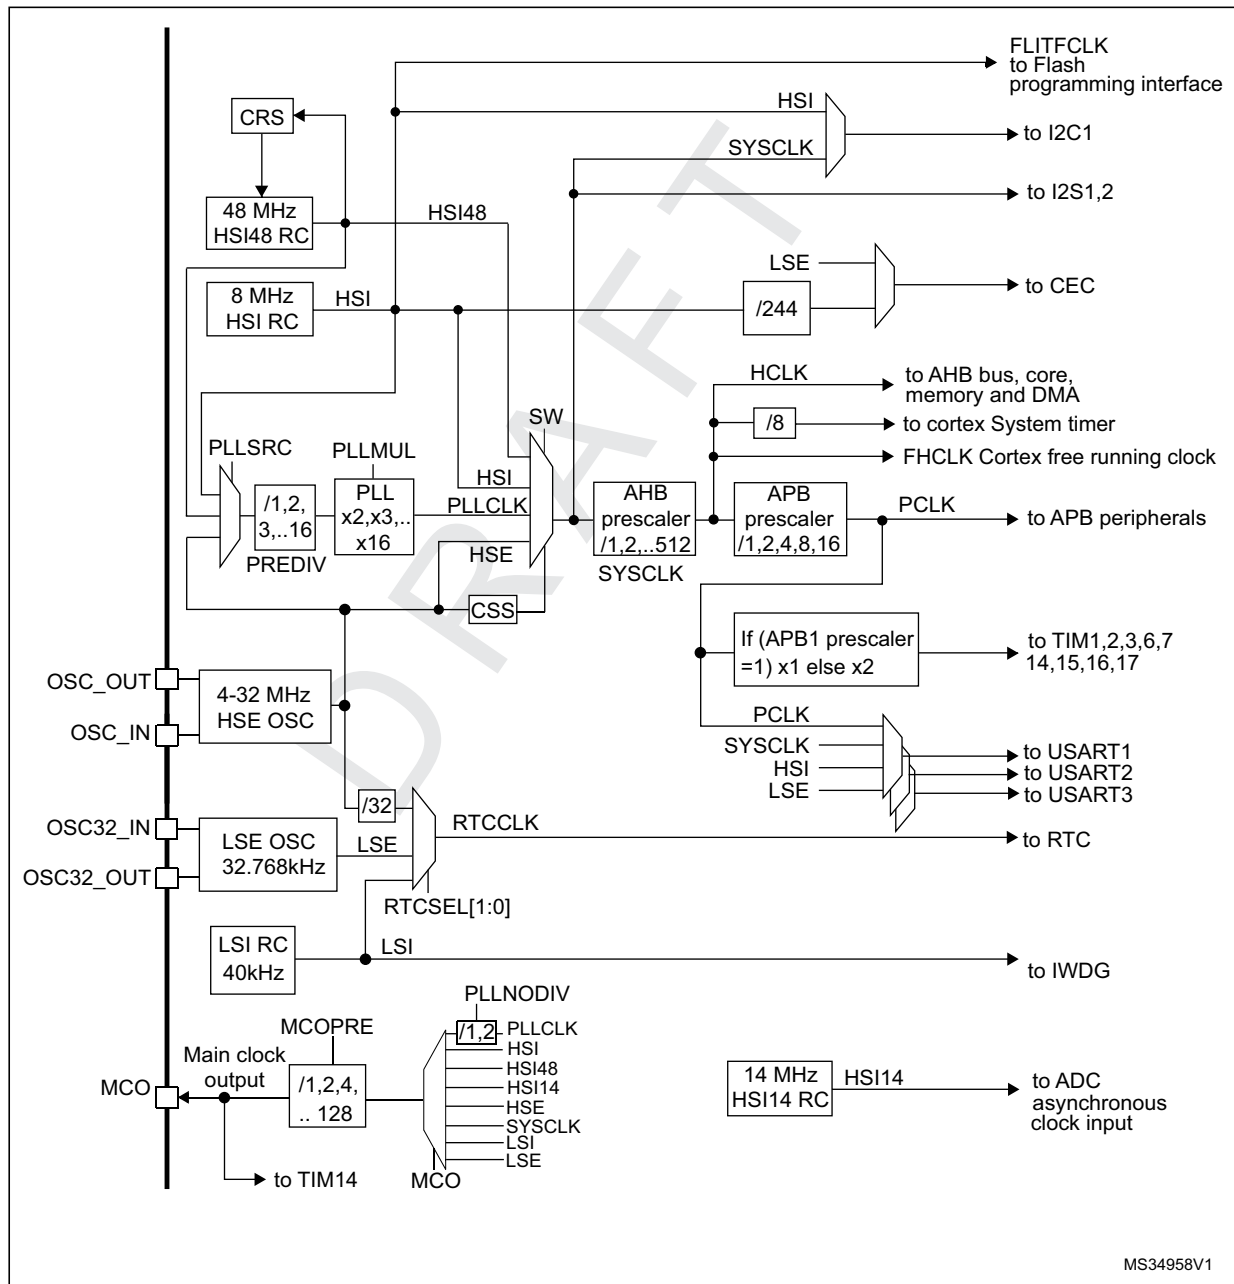 FLITFCLK
to Flash
programming interface
HSI
CRS
to I2C1
SYSCLK
to I2S1,2
48 MHz
HSI48 RC
HSI48
LSE
to CEC
8 MHz
HSI RC
HSI
/244
HCLK
to AHB bus, core,
memory and DMA
SW
/8
to cortex System timer
PLLSRC
PLLMUL
FHCLK Cortex free running clock
HSI
/1,2,
3,..16
PLL
x2,x3,..
x16
PLLCLK
AHB
prescaler
/1,2,..512
APB
prescaler
/1,2,4,8,16
PCLK
to APB peripherals
PREDIV
HSE
SYSCLK
CSS
If (APB1 prescaler
=1) x1 else x2
to TIM1,2,3,6,7
14,15,16,17
OSC_OUT
4-32 MHz
HSE OSC
OSC_IN
PCLK
SYSCLK
HSI
LSE
to USART1
to USART2
to USART3
/32
OSC32_IN
RTCCLK
to RTC
LSE OSC
32.768kHz
LSE
OSC32_OUT
RTCSEL[1:0]
LSI RC
40kHz
LSI
to IWDG
PLLNODIV
MCOPRE
/1,2
PLLCLK
HSI
HSI48
HSI14
HSE
SYSCLK
LSI
LSE
Main clock
output
MCO
/1,2,4,
.. 128
14 MHz
HSI14 RC
HSI14
to ADC
asynchronous
clock input
to TIM14
MCO
DRAFT
MS34958V1